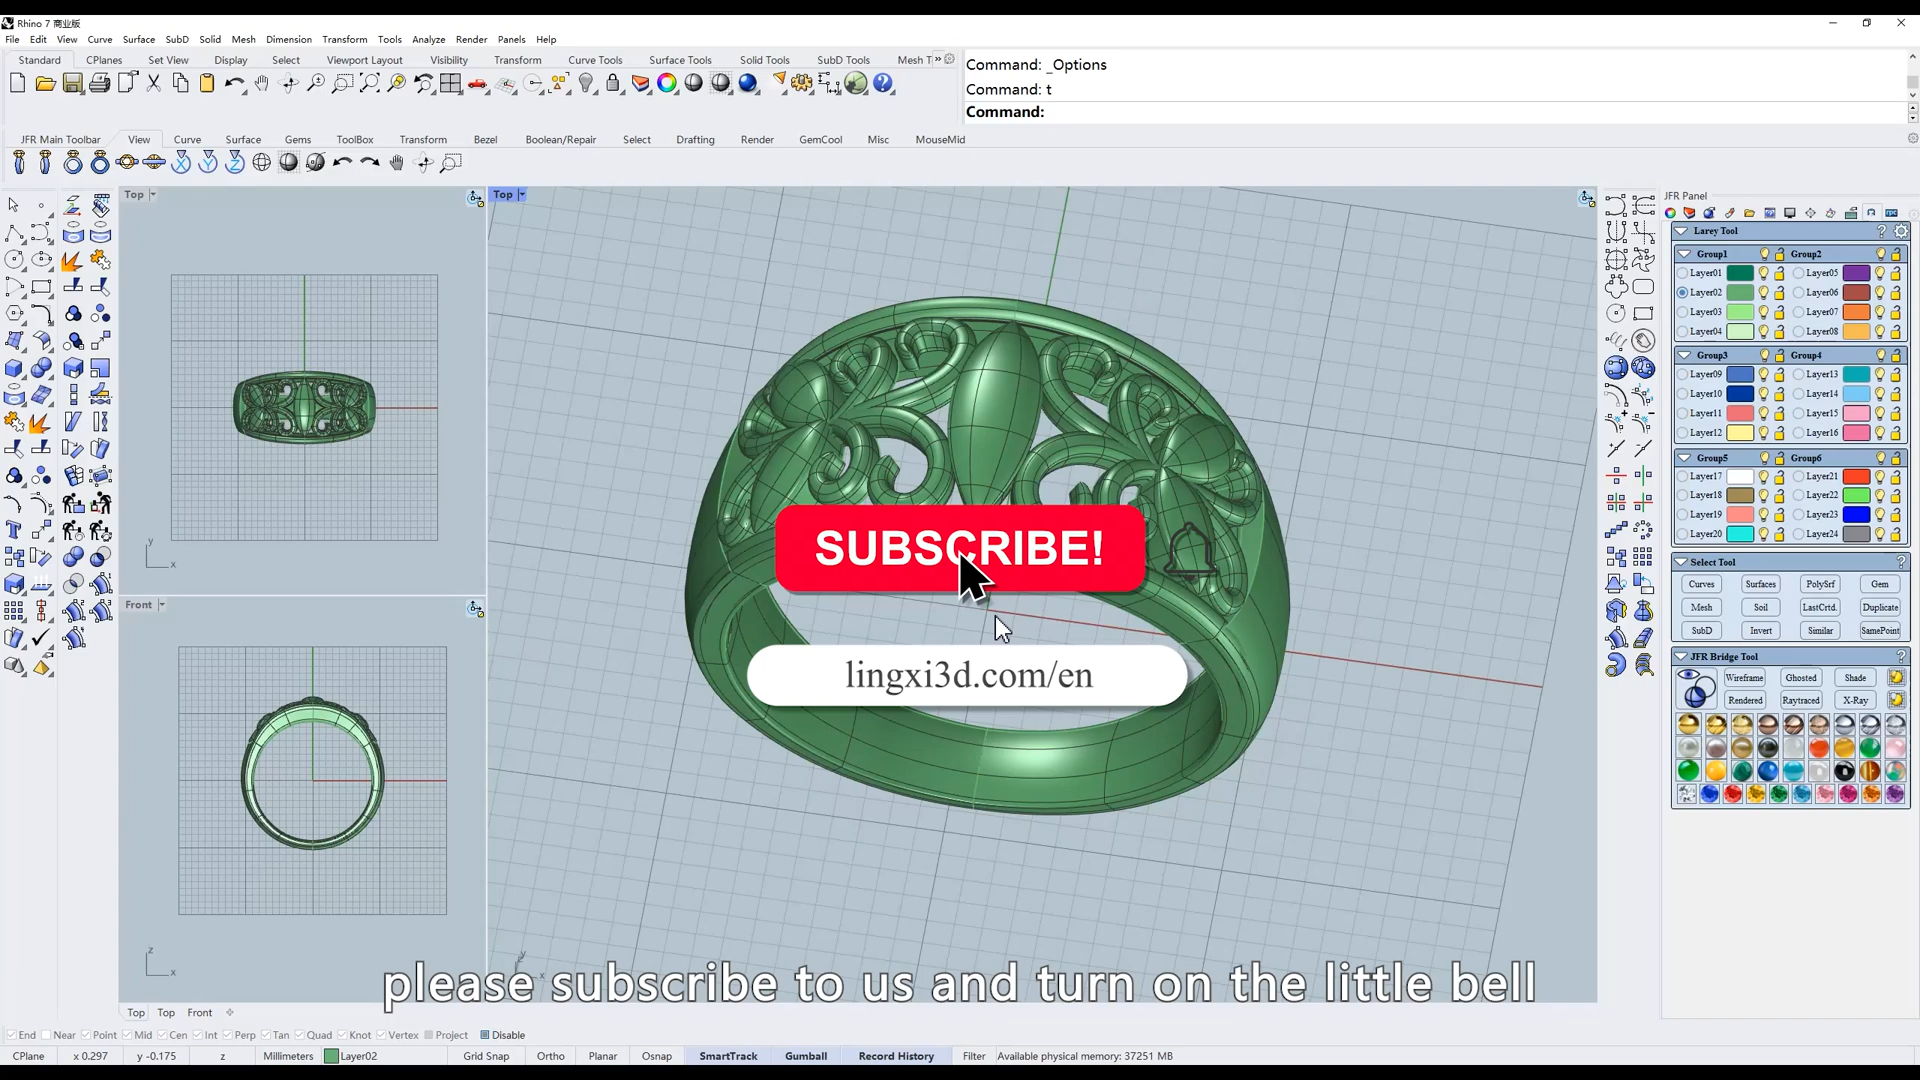 Rhino 7 商业版
File Edit View Curve Surface SubD Solid Mesh Dimension Transform Tools Analyze Render Panels Help
Standard CPlanes Set View Display Select Viewport Layout Visibility Transform Curve Tools Surface Tools Solid Tools SubD Tools Mesh T
Command: _Options
Command: t
Command:
JFR Main Toolbar View Curve Surface Gems ToolBox Transform Bezel Boolean/Repair Select Drafting Render GemCool Misc MouseMid
X Y Z
Top
Top
JFR Panel
Larey Tool ?
Group1 Group2
Layer01 Layer05
Layer02 Layer06
Layer03 Layer07
Layer04 Layer08
Group3 Group4
Layer09 Layer13
Layer10 Layer14
Layer11 Layer15
Layer12 Layer16
Group5 Group6
Layer17 Layer21
Layer18 Layer22
Layer19 Layer23
Layer20 Layer24
Select Tool ?
Curves Surfaces PolySrf Gem
Mesh Soil LastCrtd. Duplicate
SubD Invert Similar SamePoint
JFR Bridge Tool ?
Wireframe Ghosted Shade
Rendered Raytraced X-Ray
y
x
Front
z
x
SUBSCRIBE!
lingxi3d.com/en
y
x
please subscribe to us and turn on the little bell
Top Top Front
End Near Point Mid Cen Int Perp Tan Quad Knot Vertex Project Disable
CPlane x 0.297 y -0.175 z Millimeters Layer02 Grid Snap Ortho Planar Osnap SmartTrack Gumball Record History Filter Available physical memory: 37251 MB